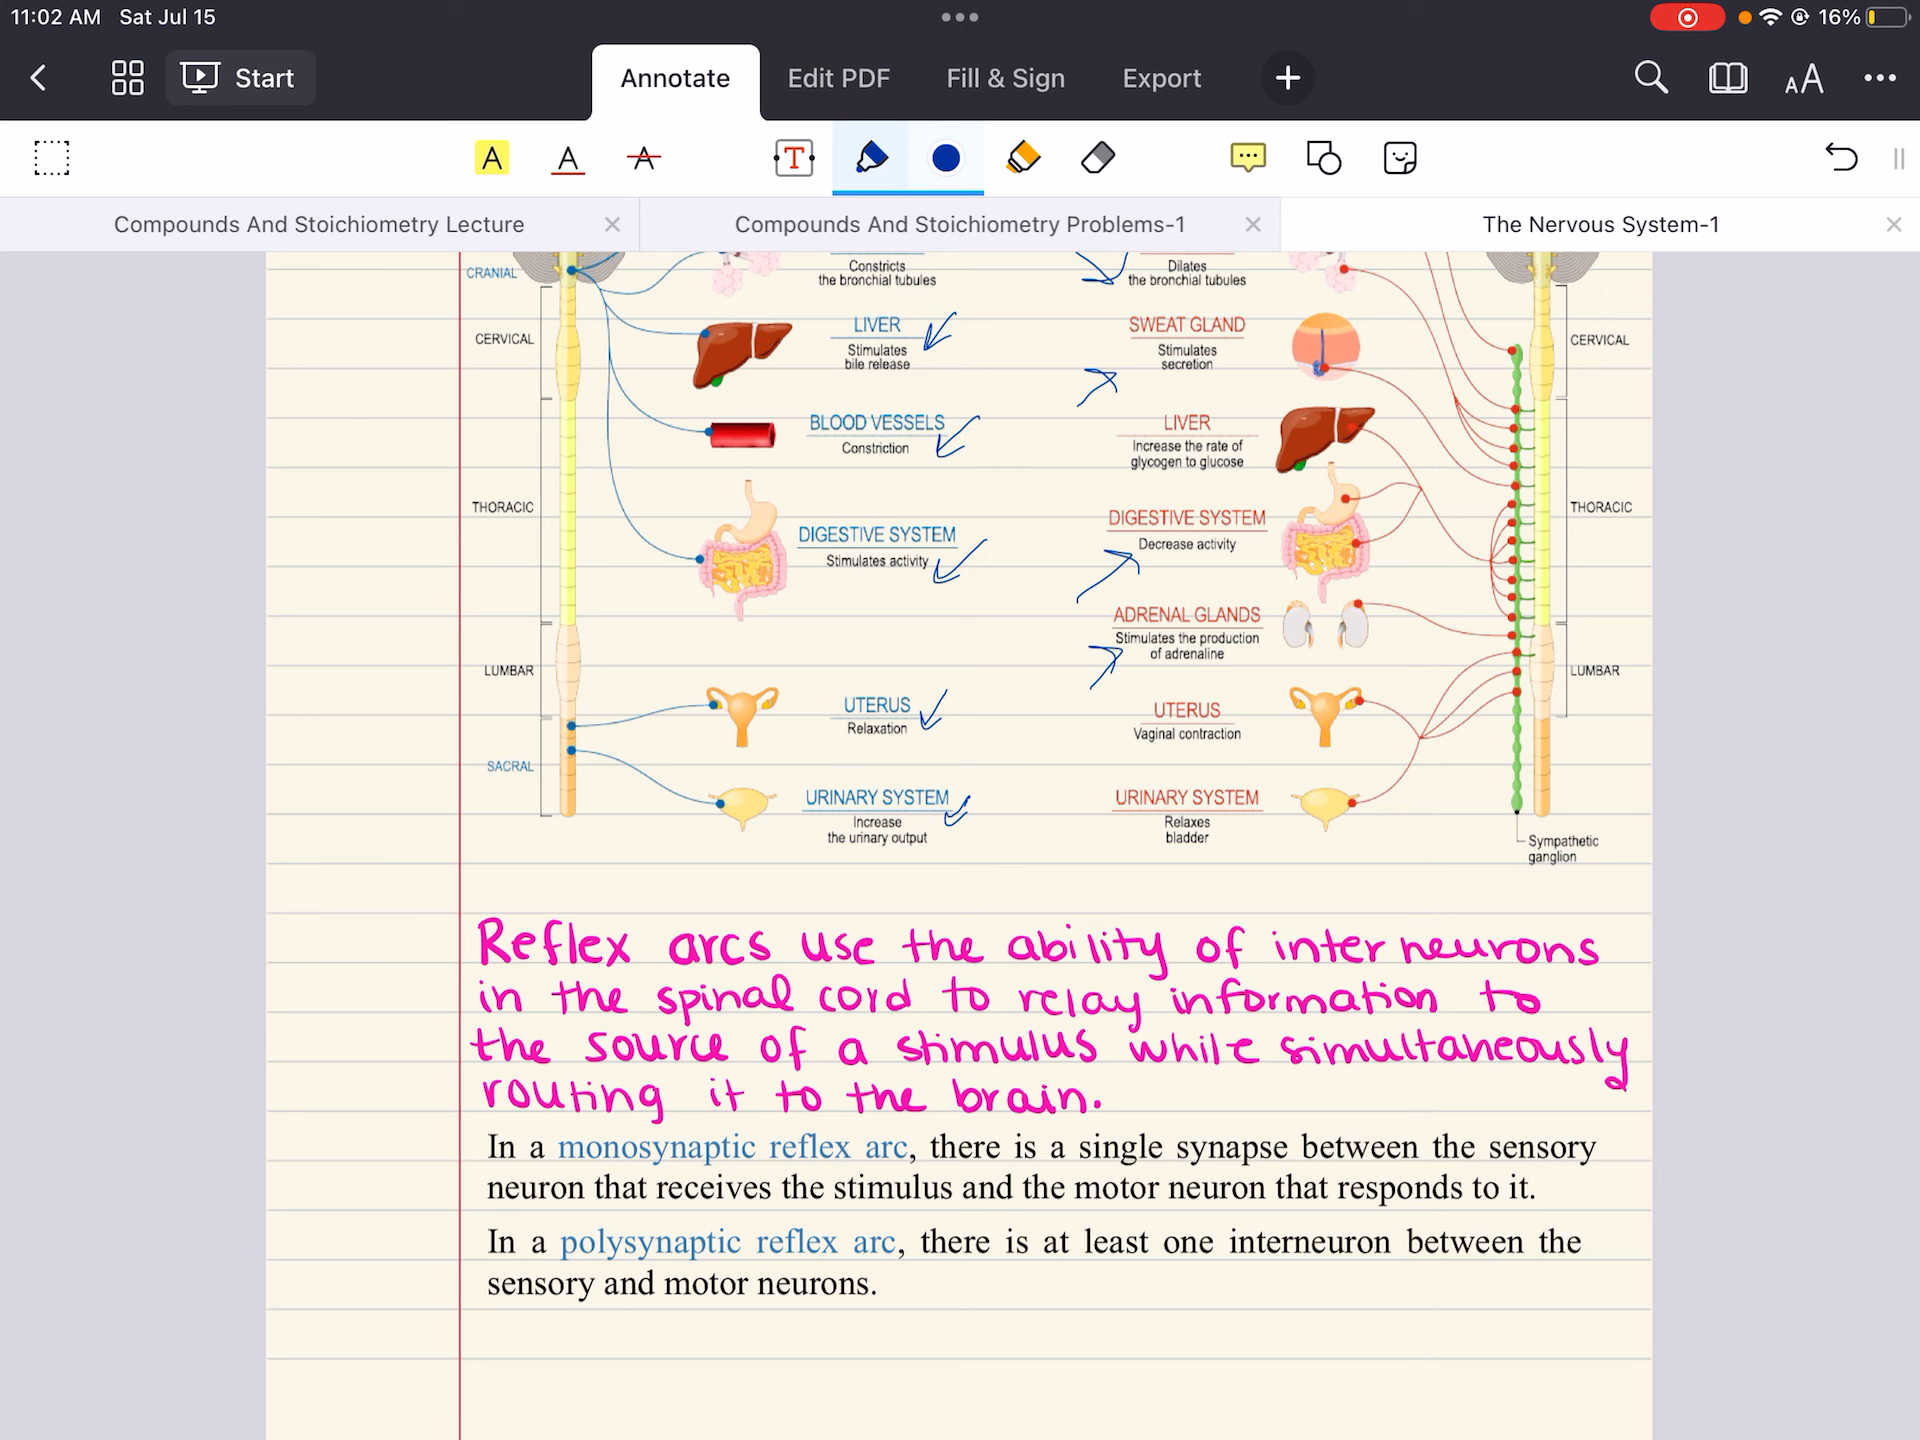 11:02 AM Sat Jul 15
16%
Start
Annotate
Edit PDF
Fill & Sign
Export
Compounds And Stoichiometry Lecture
Compounds And Stoichiometry Problems-1
The Nervous System-1
CRANIAL
CERVICAL
THORACIC
LUMBAR
SACRAL
Constricts
the bronchial tubules
LIVER
Stimulates
bile release
BLOOD VESSELS
Constriction
DIGESTIVE SYSTEM
Stimulates activity
UTERUS
Relaxation
URINARY SYSTEM
Increase
the urinary output
Dilates
the bronchial tubules
SWEAT GLAND
Stimulates
secretion
LIVER
Increase the rate of
glycogen to glucose
DIGESTIVE SYSTEM
Decrease activity
ADRENAL GLANDS
Stimulates the production
of adrenaline
UTERUS
Vaginal contraction
URINARY SYSTEM
Relaxes
bladder
CERVICAL
THORACIC
LUMBAR
Sympathetic
ganglion
Reflex arcs use the ability of interneurons
in the spinal cord to relay information to
the source of a stimulus while simultaneously
routing it to the brain.
In a monosynaptic reflex arc, there is a single synapse between the sensory
neuron that receives the stimulus and the motor neuron that responds to it.
In a polysynaptic reflex arc, there is at least one interneuron between the
sensory and motor neurons.